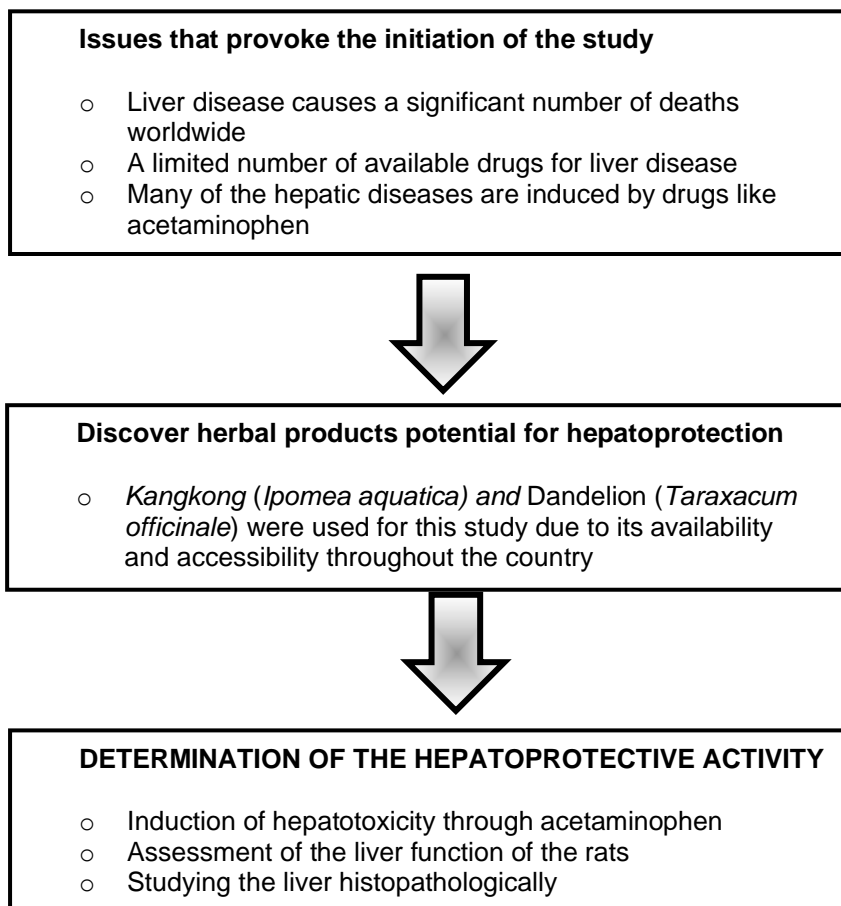 Issues that provoke the initiation of the study
o Liver disease causes a significant number of deaths
worldwide
o A limited number of available drugs for liver disease
o Many of the hepatic diseases are induced by drugs like
acetaminophen
Discover herbal products potential for hepatoprotection
o Kangkong (Ipomea aquatica) and Dandelion (Taraxacum
officinale) were used for this study due to its availability
and accessibility throughout the country
DETERMINATION OF THE HEPATOPROTECTIVE ACTIVITY
o Induction of hepatotoxicity through acetaminophen
o Assessment of the liver function of the rats
o Studying the liver histopathologically